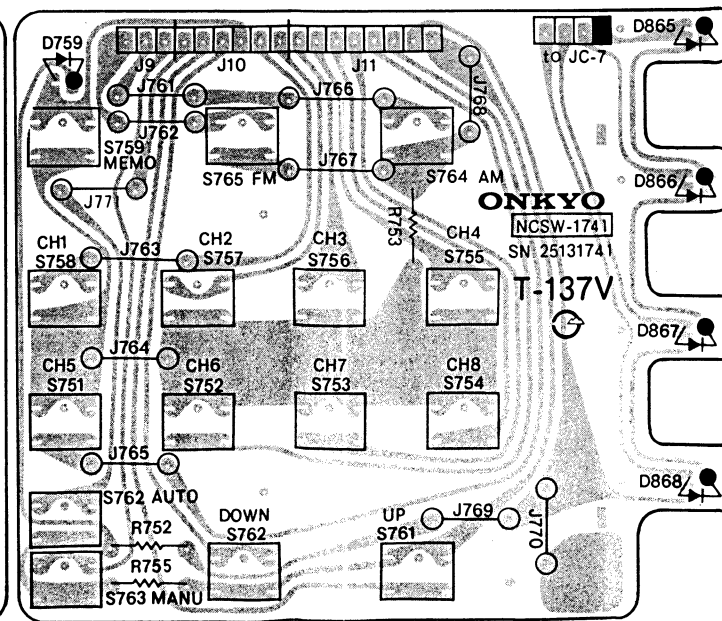 D759
D865
J9
J10
J11
to JC-7
J761
J766
J768
J762
S759
MEMO
S765 FM
J767
S764 AM
D866
J771
R753
ONKYO
NCSW-1741
SN 25131741
T-137V
CH1
S758
J763
CH2
S757
CH3
S756
CH4
S755
D867
J764
CH5
S751
CH6
S752
CH7
S753
CH8
S754
J765
D868
S762 AUTO
R752
DOWN
S762
UP
S761
J769
J770
R755
S763 MANU